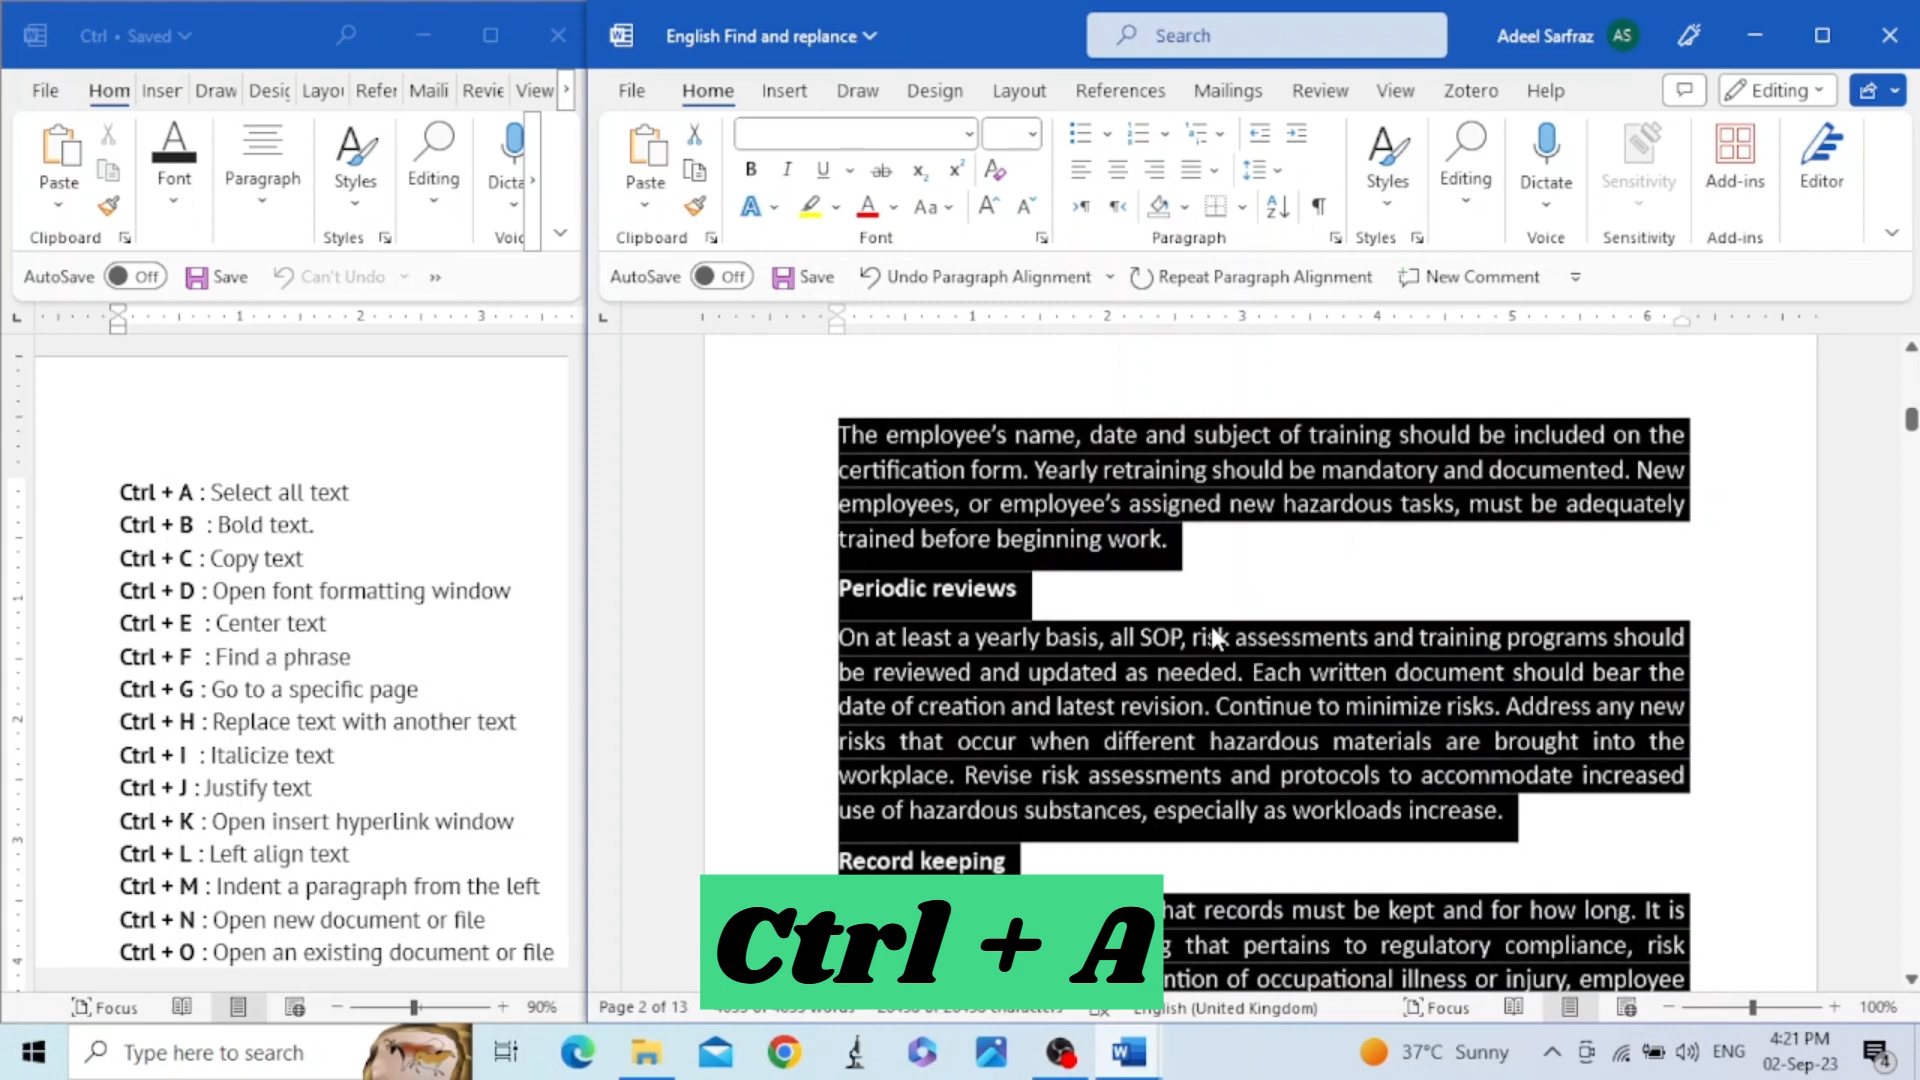 Ctrl • Saved
File Hom Inser Draw Desig Layou Refer Maili Revie View
Paste Font Paragraph Styles Editing Dicta
Clipboard Styles Voic
AutoSave Off Save Can't Undo
1 2 3
Ctrl + A : Select all text
Ctrl + B : Bold text.
Ctrl + C : Copy text
Ctrl + D : Open font formatting window
Ctrl + E : Center text
Ctrl + F : Find a phrase
Ctrl + G : Go to a specific page
Ctrl + H : Replace text with another text
Ctrl + I : Italicize text
Ctrl + J : Justify text
Ctrl + K : Open insert hyperlink window
Ctrl + L : Left align text
Ctrl + M : Indent a paragraph from the left
Ctrl + N : Open new document or file
Ctrl + O : Open an existing document or file
Focus 90%
English Find and replance Search Adeel Sarfraz AS
File Home Insert Draw Design Layout References Mailings Review View Zotero Help Editing
Paste Styles Editing Dictate Sensitivity Add-ins Editor
Clipboard Font Paragraph Styles Voice Sensitivity Add-ins
AutoSave Off Save Undo Paragraph Alignment Repeat Paragraph Alignment New Comment
1 2 3 4 5 6
The employee’s name, date and subject of training should be included on the
certification form. Yearly retraining should be mandatory and documented. New
employees, or employee’s assigned new hazardous tasks, must be adequately
trained before beginning work.
Periodic reviews
On at least a yearly basis, all SOP, risk assessments and training programs should
be reviewed and updated as needed. Each written document should bear the
date of creation and latest revision. Continue to minimize risks. Address any new
risks that occur when different hazardous materials are brought into the
workplace. Revise risk assessments and protocols to accommodate increased
use of hazardous substances, especially as workloads increase.
Record keeping
hat records must be kept and for how long. It is
g that pertains to regulatory compliance, risk
ntion of occupational illness or injury, employee
Ctrl + A
Page 2 of 13 English (United Kingdom) Focus 100%
Type here to search 37°C Sunny ENG 4:21 PM
02-Sep-23 4